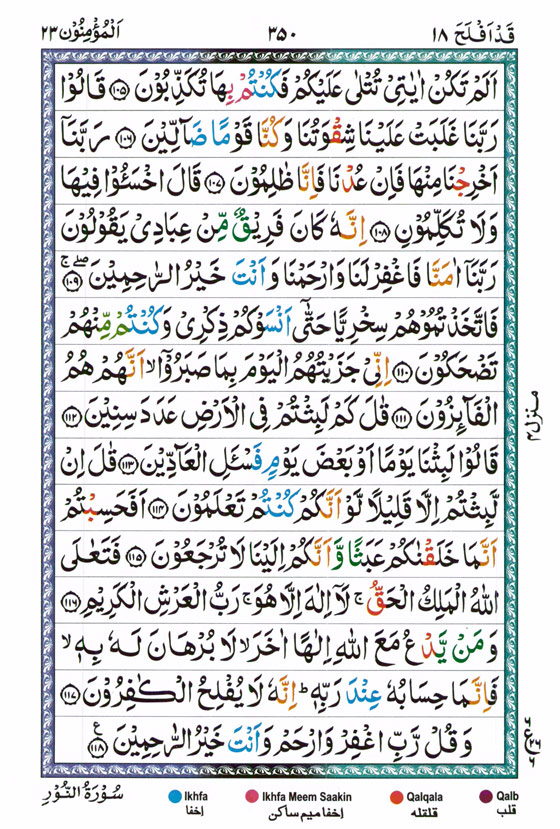 قَدْ اَفْلَحَ ١٨ ٣٥٠ اَلْمُؤْمِنُوْن ٢٣
اَلَمْ تَكُنْ اٰيٰتِيْ تُتْلٰى عَلَيْكُمْ فَكُنْتُمْ بِهَا تُكَذِّبُوْنَ ﴿١٠٥﴾ قَالُوْا
رَبَّنَا غَلَبَتْ عَلَيْنَا شِقْوَتُنَا وَكُنَّا قَوْمًا ضَآلِّيْنَ ﴿١٠٦﴾ رَبَّنَآ
اَخْرِجْنَا مِنْهَا فَاِنْ عُدْنَا فَاِنَّا ظٰلِمُوْنَ ﴿١٠٧﴾ قَالَ اخْسَـُٔوْا فِيْهَا
وَلَا تُكَلِّمُوْنِ ﴿١٠٨﴾ اِنَّهٗ كَانَ فَرِيْقٌ مِّنْ عِبَادِيْ يَقُوْلُوْنَ
رَبَّنَآ اٰمَنَّا فَاغْفِرْ لَنَا وَارْحَمْنَا وَاَنْتَ خَيْرُ الرّٰحِمِيْنَ ﴿١٠٩﴾ صلے ج
فَاتَّخَذْتُمُوْهُمْ سِخْرِيًّا حَتّٰٓى اَنْسَوْكُمْ ذِكْرِيْ وَكُنْتُمْ مِّنْهُمْ
تَضْحَكُوْنَ ﴿١١٠﴾ اِنِّيْ جَزَيْتُهُمُ الْيَوْمَ بِمَا صَبَرُوْٓا ۙ اَنَّهُمْ هُمُ
الْفَآىِٕزُوْنَ ﴿١١١﴾ قٰلَ كَمْ لَبِثْتُمْ فِي الْاَرْضِ عَدَدَ سِنِيْنَ ﴿١١٢﴾
قَالُوْا لَبِثْنَا يَوْمًا اَوْ بَعْضَ يَوْمٍ فَسْـَٔلِ الْعَآدِّيْنَ ﴿١١٣﴾ قٰلَ اِنْ
لَّبِثْتُمْ اِلَّا قَلِيْلًا لَّوْ اَنَّكُمْ كُنْتُمْ تَعْلَمُوْنَ ﴿١١٤﴾ اَفَحَسِبْتُمْ
اَنَّمَا خَلَقْنٰكُمْ عَبَثًا وَّاَنَّكُمْ اِلَيْنَا لَا تُرْجَعُوْنَ ﴿١١٥﴾ فَتَعٰلَى
اللّٰهُ الْمَلِكُ الْحَقُّ ۚ لَآ اِلٰهَ اِلَّا هُوَ ۚ رَبُّ الْعَرْشِ الْكَرِيْمِ ﴿١١٦﴾
وَمَنْ يَّدْعُ مَعَ اللّٰهِ اِلٰهًا اٰخَرَ ۙ لَا بُرْهَانَ لَهٗ بِهٖ ۙ
فَاِنَّمَا حِسَابُهٗ عِنْدَ رَبِّهٖ ؕ اِنَّهٗ لَا يُفْلِحُ الْكٰفِرُوْنَ ﴿١١٧﴾
وَقُلْ رَّبِّ اغْفِرْ وَارْحَمْ وَاَنْتَ خَيْرُ الرّٰحِمِيْنَ ﴿١١٨﴾ ع
منزل ٤
سُوْرَةُ النُّوْر
Ikhfa
اخفا
Ikhfa Meem Saakin
اخفا میم ساکن
Qalqala
قلقله
Qalb
قلب